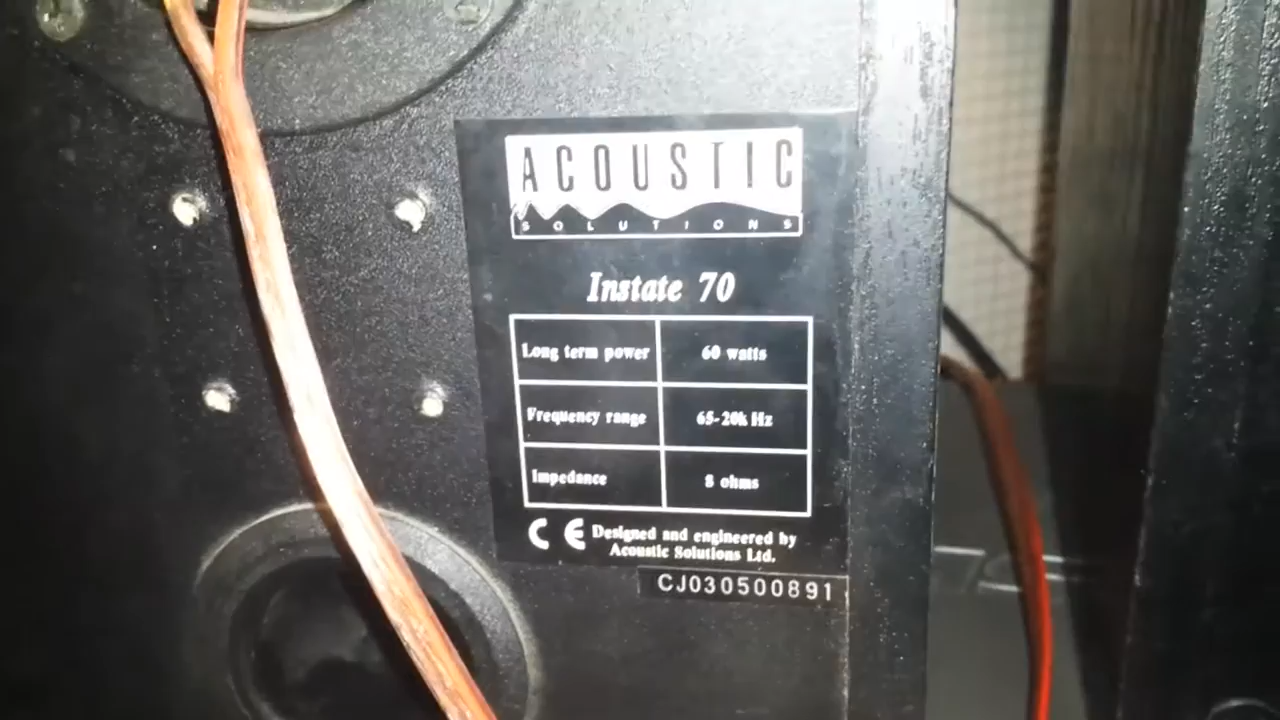 ACOUSTIC
SOLUTIONS
Instate 70
Long term power 60 watts
Frequency range 65-20k Hz
Impedance 8 ohms
CE Designed and engineered by
Acoustic Solutions Ltd.
CJ030500891